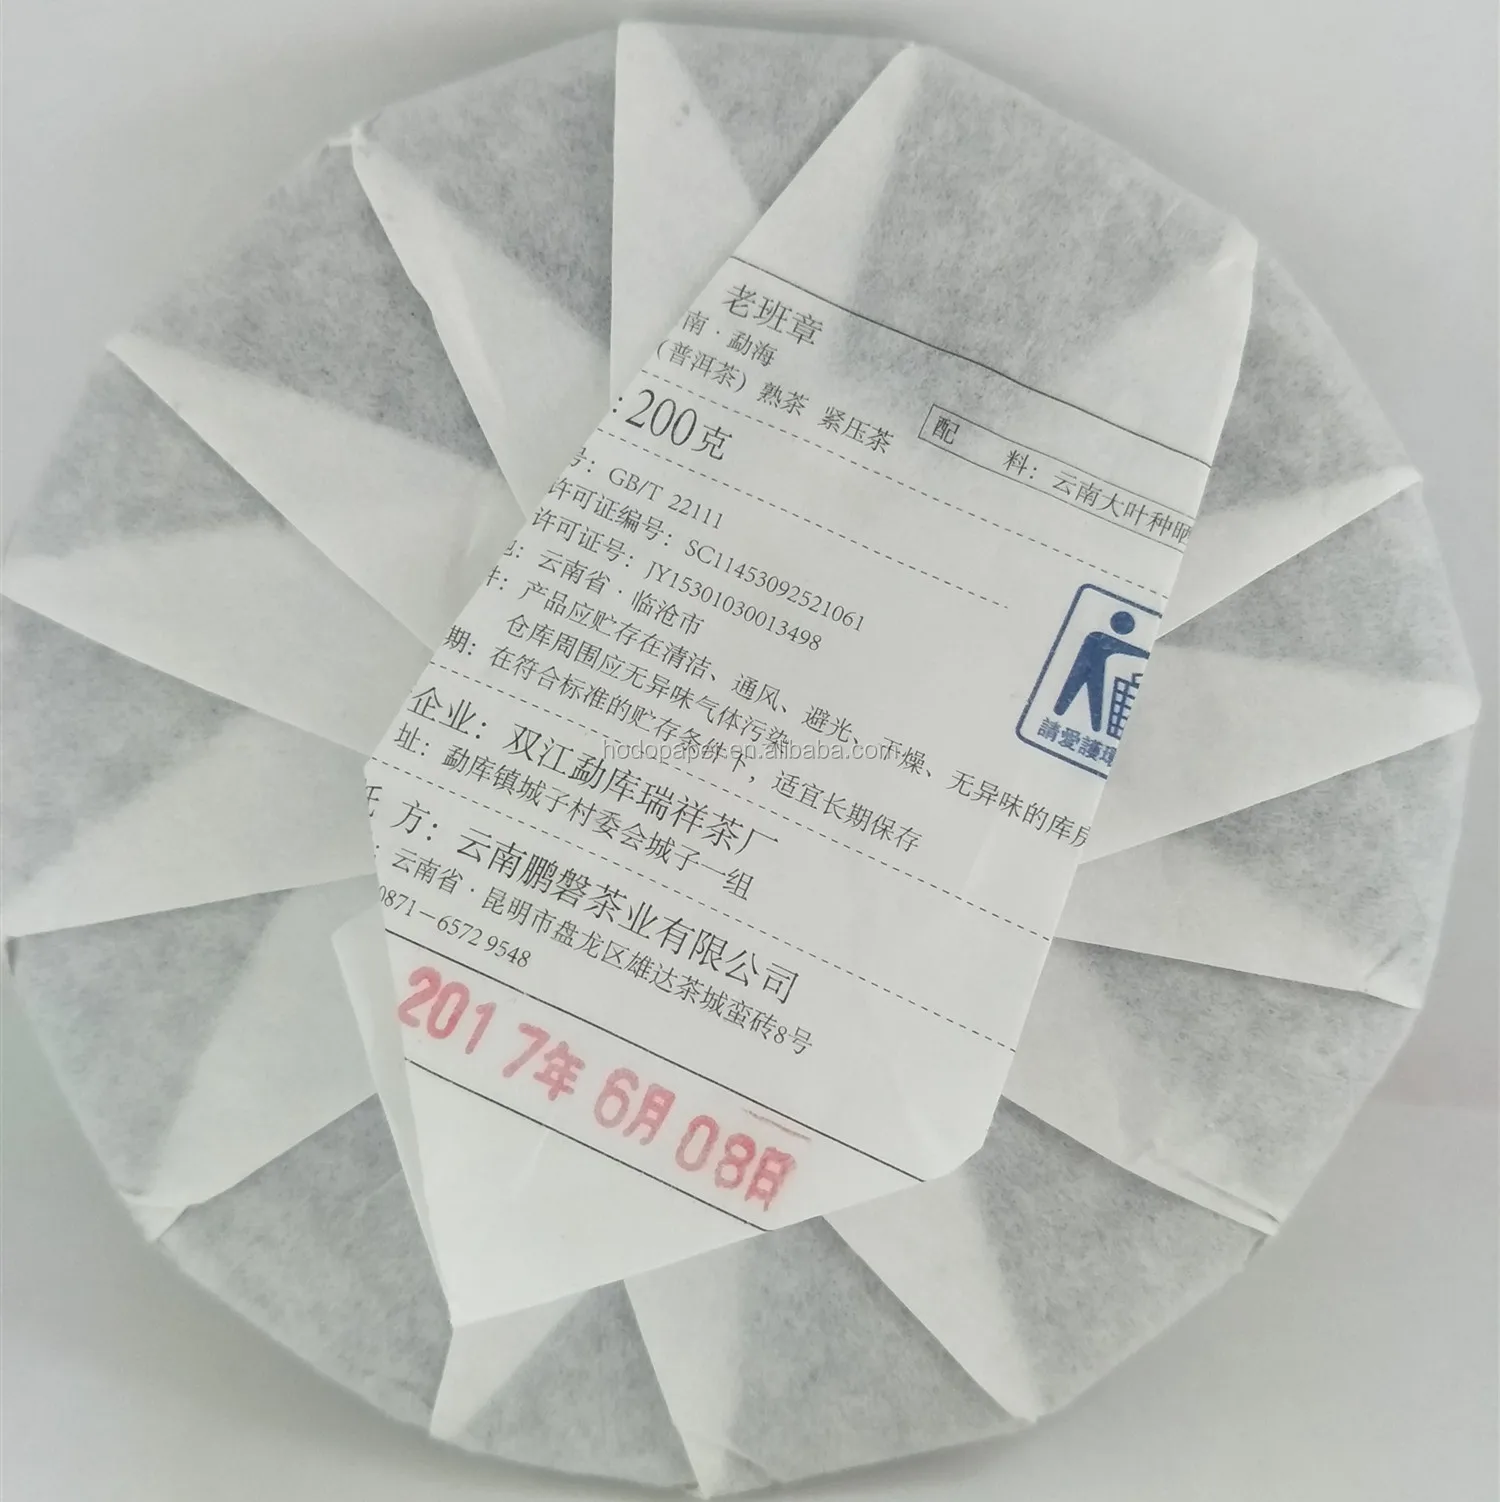 老班章
南·勐海
(普洱茶) 熟茶 紧压茶
配 料：云南大叶种晒
：200克
号：GB/T 22111
许可证编号：SC11453092521061
许可证号：JY15301030013498
云南省·临沧市
产品应贮存在清洁、通风、避光、干燥、无异味的库房
仓库周围应无异味气体污染
期：在符合标准的贮存条件下，适宜长期保存
請愛護環
企业：双江勐库瑞祥茶厂
址：勐库镇城子村委会城子一组
托 方：云南鹏磐茶业有限公司
：云南省·昆明市盘龙区雄达茶城蛮砖8号
0871-6572 9548
2017年6月08日
hodopaper.en.alibaba.com